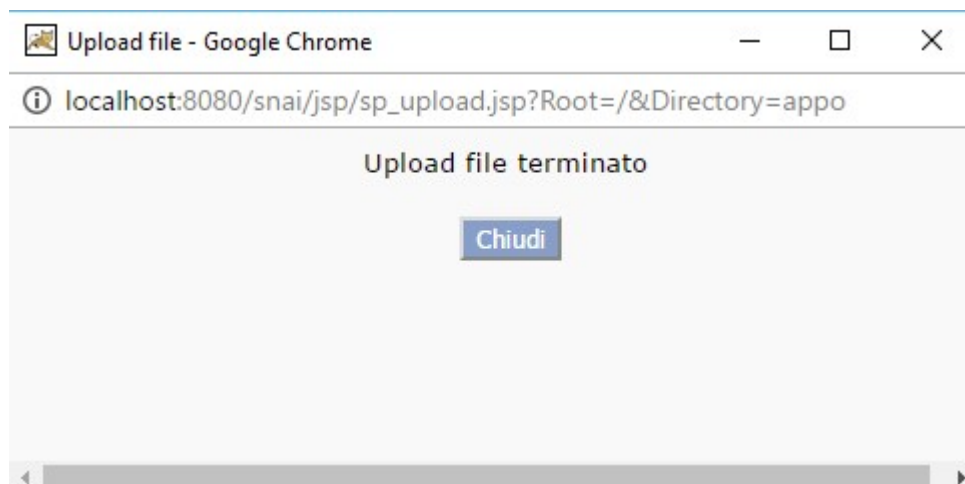 Upload file - Google Chrome
localhost:8080/snai/jsp/sp_upload.jsp?Root=/&Directory=appo
Upload file terminato
Chiudi